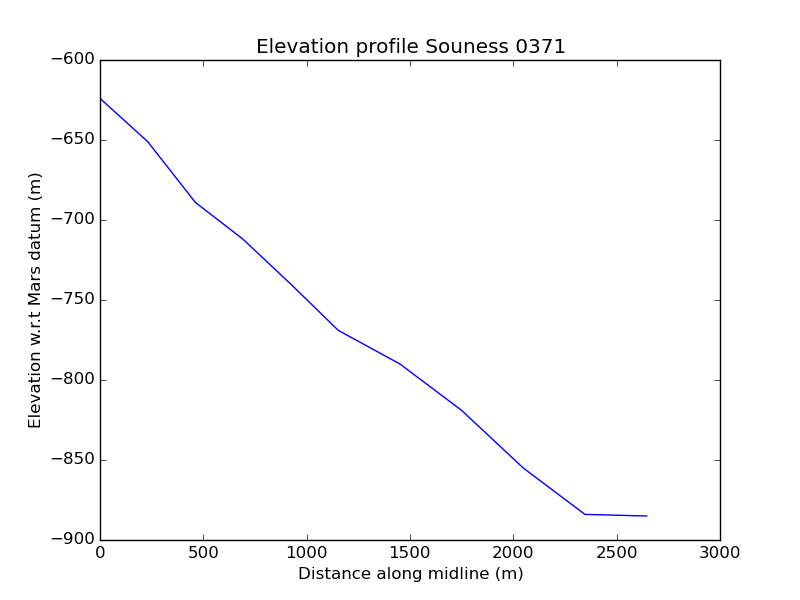 Elevation profile Souness 0371
−600
−650
−700
−750
−800
−850
−900
Elevation w.r.t Mars datum (m)
0 500 1000 1500 2000 2500 3000
Distance along midline (m)